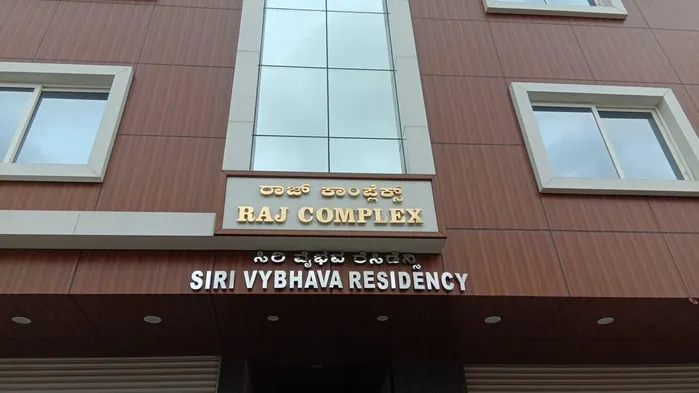 ರಾಜ್ ಕಾಂಪ್ಲೆಕ್ಸ್
RAJ COMPLEX
ಸಿರಿ ವೈಭವ ರೆಸಿಡೆನ್ಸಿ
SIRI VYBHAVA RESIDENCY